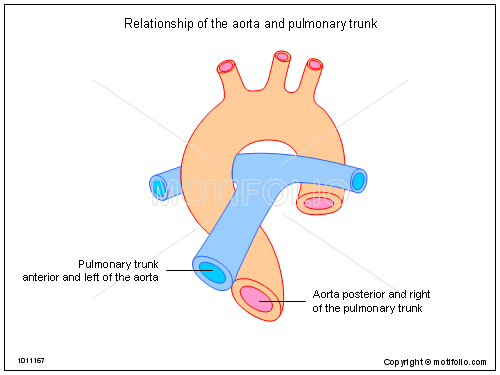 Relationship of the aorta and pulmonary trunk
MOTIFOLIO
Pulmonary trunk
anterior and left of the aorta
Aorta posterior and right
of the pulmonary trunk
1011167
Copyright © motifolio.com